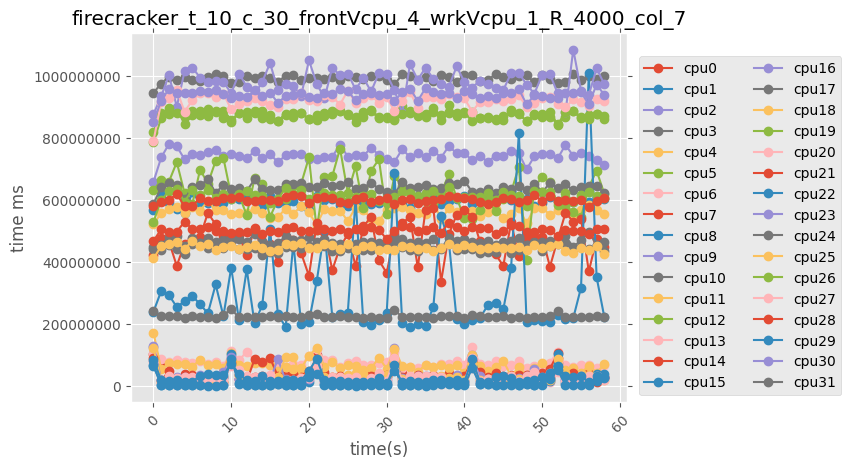 firecracker_t_10_c_30_frontVcpu_4_wrkVcpu_1_R_4000_col_7
1000000000
800000000
600000000
400000000
200000000
0
time ms
0 10 20 30 40 50 60
time(s)
cpu0 cpu16
cpu1 cpu17
cpu2 cpu18
cpu3 cpu19
cpu4 cpu20
cpu5 cpu21
cpu6 cpu22
cpu7 cpu23
cpu8 cpu24
cpu9 cpu25
cpu10 cpu26
cpu11 cpu27
cpu12 cpu28
cpu13 cpu29
cpu14 cpu30
cpu15 cpu31